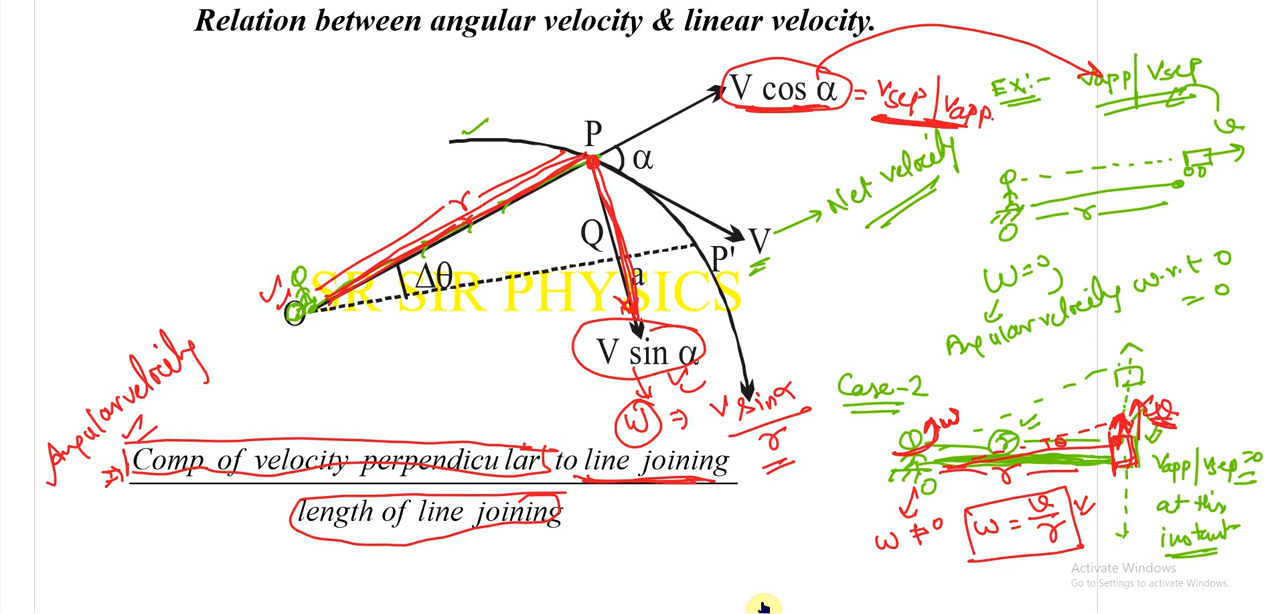 Relation between angular velocity & linear velocity.
V cos α = Vsep/Vapp.
Ex:- Vapp/Vsep
P
α
v
Net velocity
r
r
O
Q
V
P'
Δθ
a
SR SIR PHYSICS
O
ω=0,
Angular velocity w.r.t O
= 0
V sin α
ω ⇒ V sin α
r
Case-2
Angular velocity
ω
v
Comp. of velocity perpendicular to line joining
length of line joining
r
O
Vapp/Vsep=0
at this
instant
ω ≠ 0
ω = v
r
Activate Windows
Go to Settings to activate Windows.